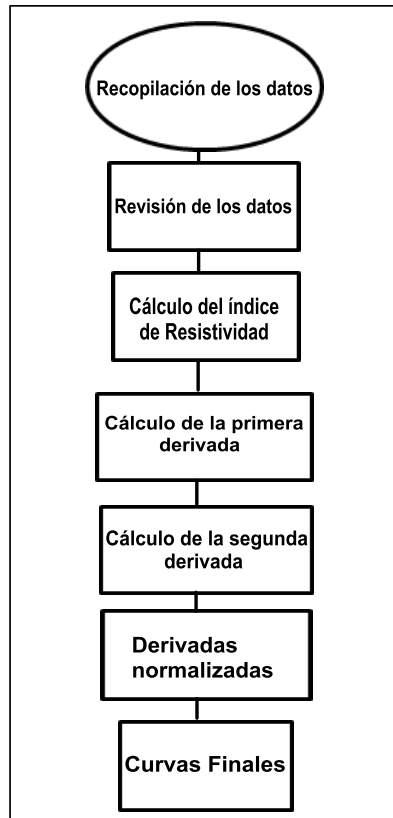 Recopilación de los datos
Revisión de los datos
Cálculo del índice
de Resistividad
Cálculo de la primera
derivada
Cálculo de la segunda
derivada
Derivadas
normalizadas
Curvas Finales